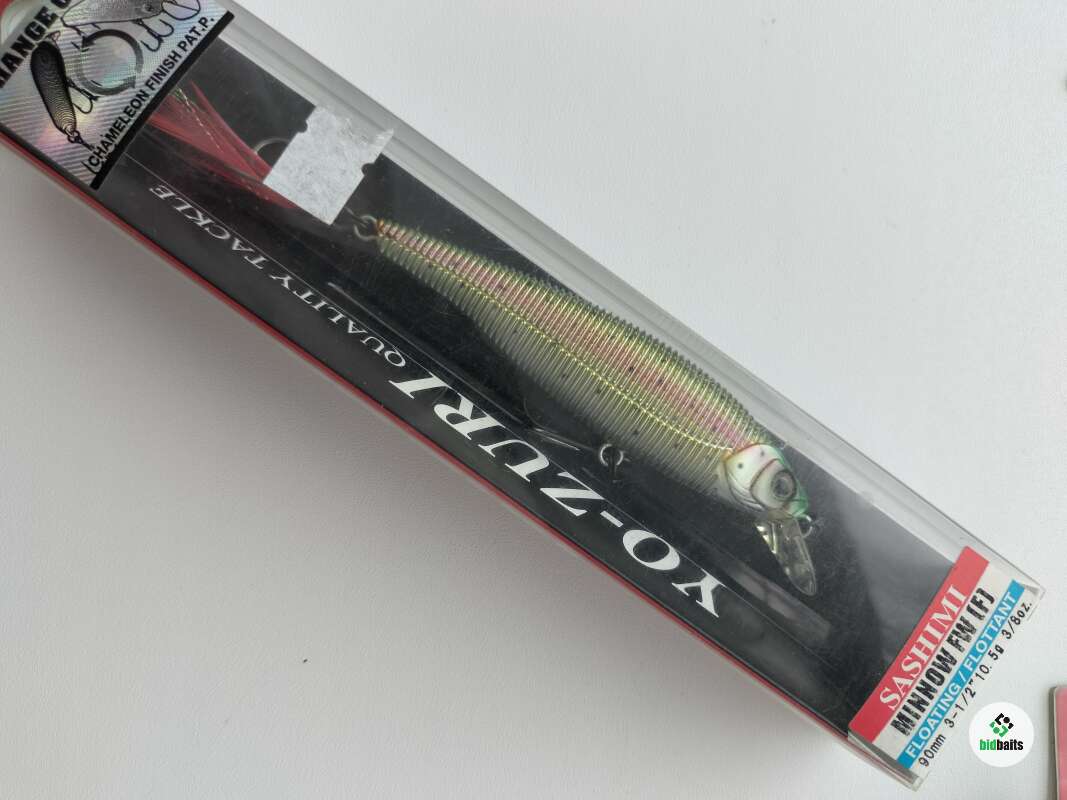 CHAMELEON FINISH PAT.P.
YO-ZURI QUALITY TACKLE
SASHIMI
MINNOW FW (F)
FLOATING / FLOTTANT
90mm 3-1/2" 10.5g 3/8oz.
bidbaits